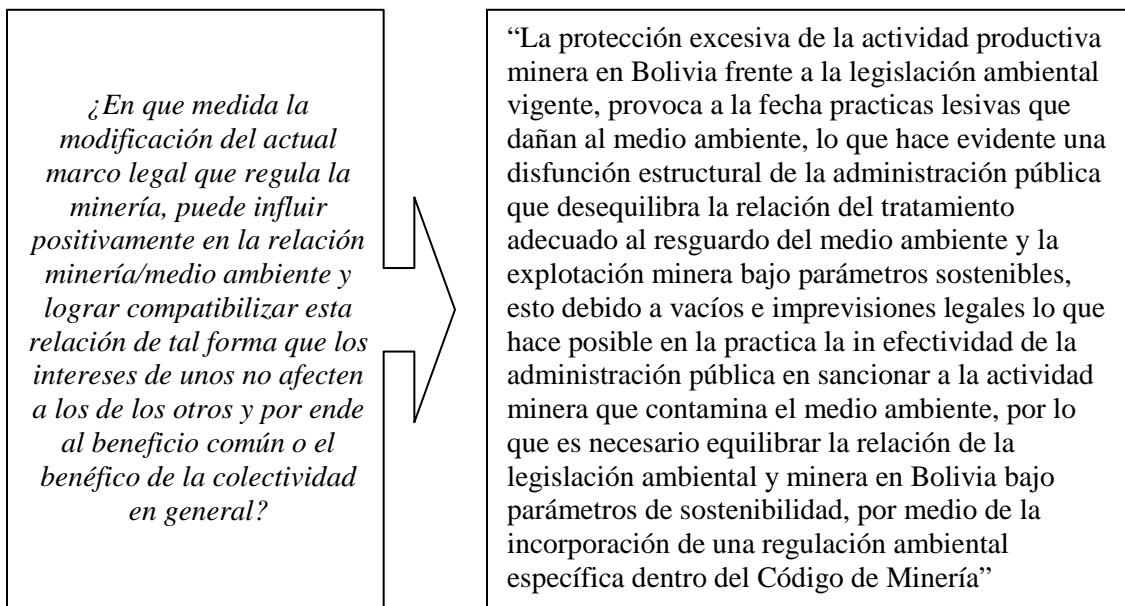 ¿En que medida la
modificación del actual
marco legal que regula la
minería, puede influir
positivamente en la relación
minería/medio ambiente y
lograr compatibilizar esta
relación de tal forma que los
intereses de unos no afecten
a los de los otros y por ende
al beneficio común o el
benéfico de la colectividad
en general?
“La protección excesiva de la actividad productiva
minera en Bolivia frente a la legislación ambiental
vigente, provoca a la fecha practicas lesivas que
dañan al medio ambiente, lo que hace evidente una
disfunción estructural de la administración pública
que desequilibra la relación del tratamiento
adecuado al resguardo del medio ambiente y la
explotación minera bajo parámetros sostenibles,
esto debido a vacíos e imprevisiones legales lo que
hace posible en la practica la in efectividad de la
administración pública en sancionar a la actividad
minera que contamina el medio ambiente, por lo
que es necesario equilibrar la relación de la
legislación ambiental y minera en Bolivia bajo
parámetros de sostenibilidad, por medio de la
incorporación de una regulación ambiental
específica dentro del Código de Minería”